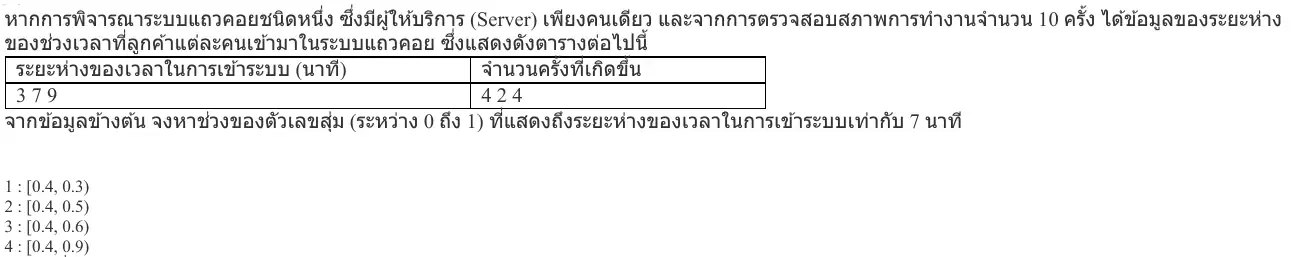 หากการพิจารณาระบบแถวคอยชนิดหนึ่ง ซึ่งมีผู้ให้บริการ (Server) เพียงคนเดียว และจากการตรวจสอบสภาพการทำงานจำนวน 10 ครั้ง ได้ข้อมูลของระยะห่าง
ของช่วงเวลาที่ลูกค้าแต่ละคนเข้ามาในระบบแถวคอย ซึ่งแสดงดังตารางต่อไปนี้
ระยะห่างของเวลาในการเข้าระบบ (นาที) จำนวนครั้งที่เกิดขึ้น
3 7 9 4 2 4
จากข้อมูลข้างต้น จงหาช่วงของตัวเลขสุ่ม (ระหว่าง 0 ถึง 1) ที่แสดงถึงระยะห่างของเวลาในการเข้าระบบเท่ากับ 7 นาที
1 : [0.4, 0.3)
2 : [0.4, 0.5)
3 : [0.4, 0.6)
4 : [0.4, 0.9)